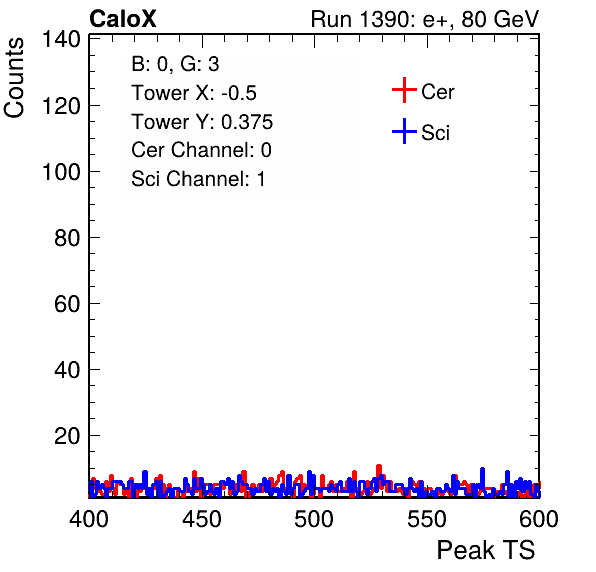 CaloX
Run 1390: e+, 80 GeV
Counts
B: 0, G: 3
Tower X: -0.5
Tower Y: 0.375
Cer Channel: 0
Sci Channel: 1
Cer
Sci
140
120
100
80
60
40
20
400
450
500
550
600
Peak TS